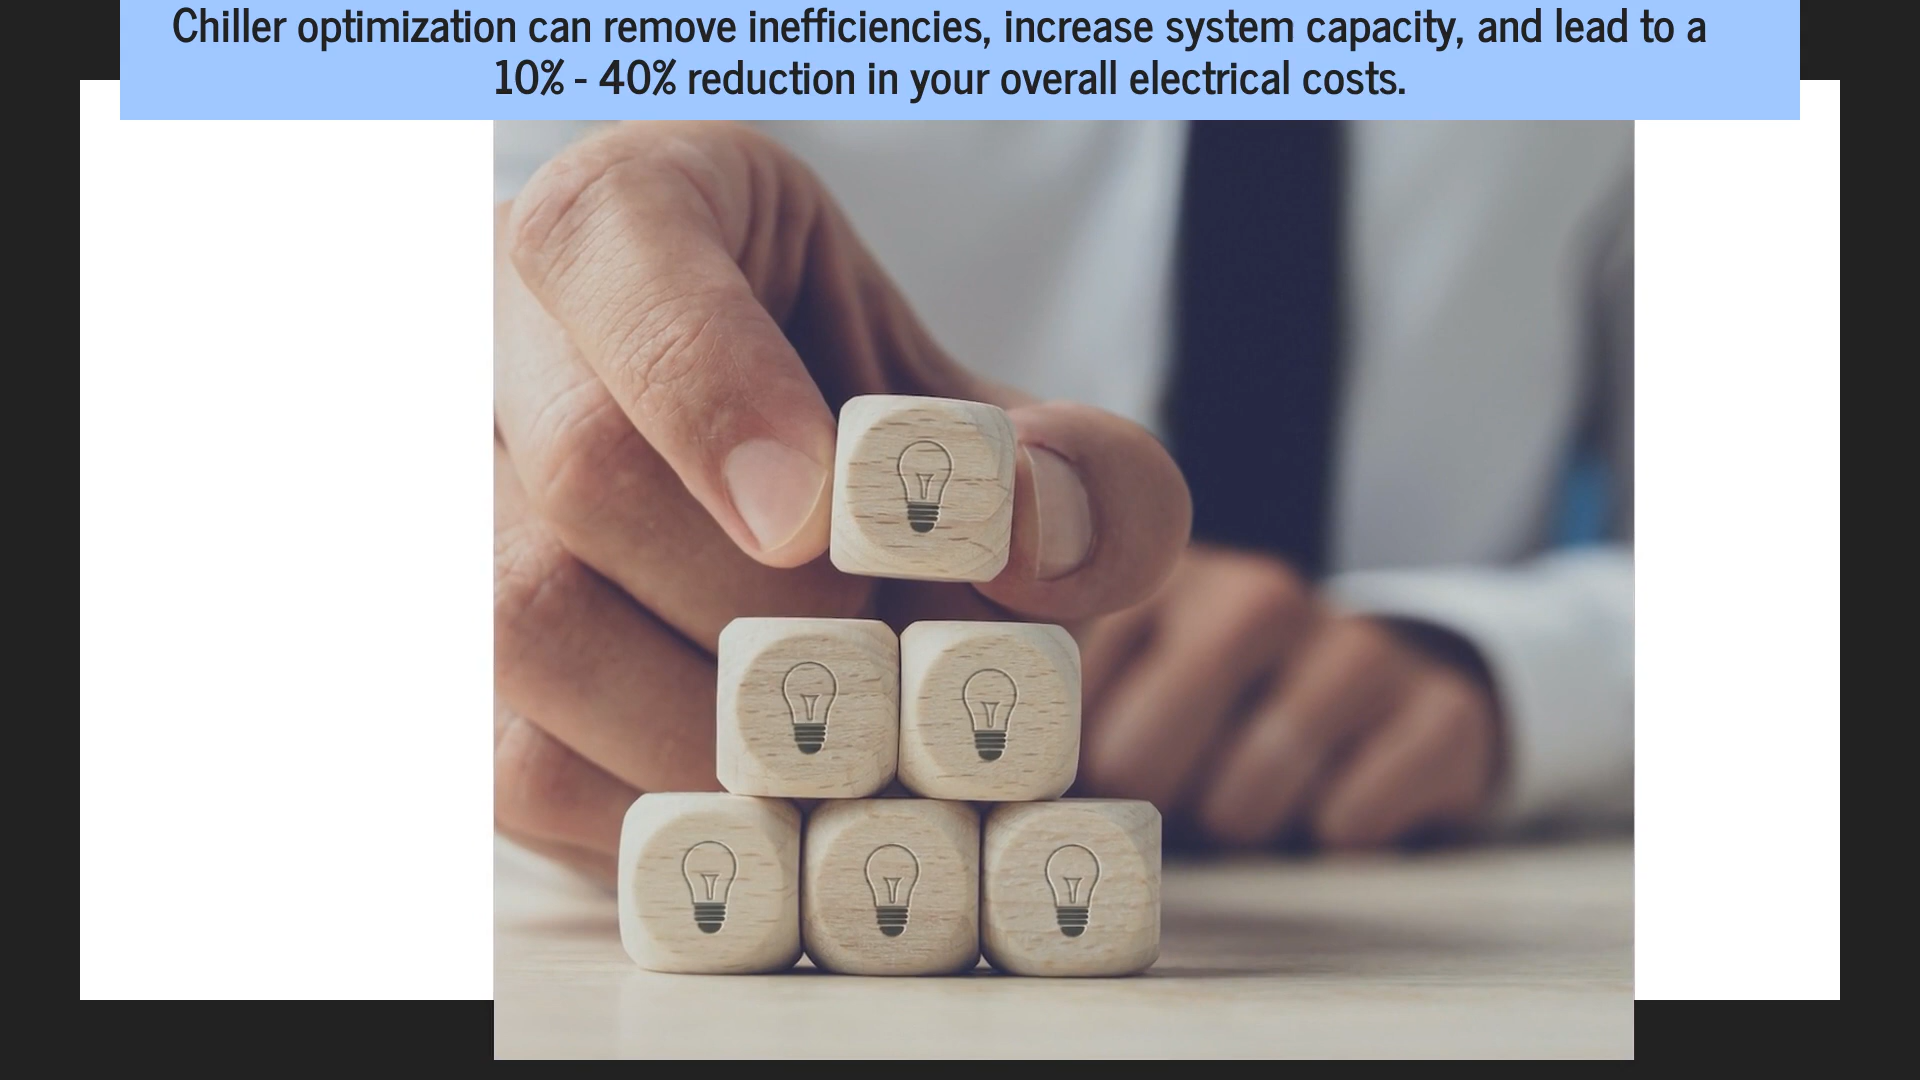 Chiller optimization can remove inefficiencies, increase system capacity, and lead to a
10% - 40% reduction in your overall electrical costs.